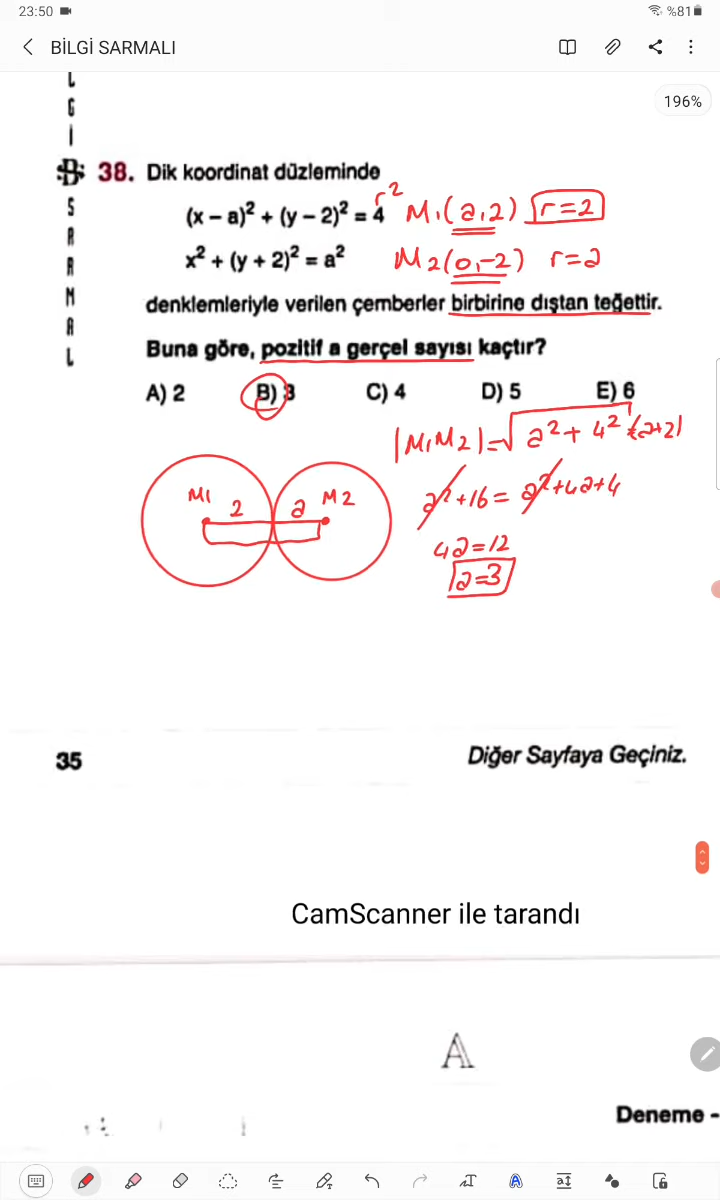 23:50 %81
BİLGİ SARMALI
196%
L
G
İ
B
S
A
R
M
A
L
38. Dik koordinat düzleminde
(x – a)² + (y – 2)² = 4 r² M₁(a,2) r=2
x² + (y + 2)² = a² M2(0,-2) r=a
denklemleriyle verilen çemberler birbirine dıştan teğettir.
Buna göre, pozitif a gerçel sayısı kaçtır?
A) 2 B) 3 C) 4 D) 5 E) 6
|M₁M2|=√a²+4² = (a+2)
M1 2 a M2
a²+16 = a²+4a+4
4a=12
a=3
35
Diğer Sayfaya Geçiniz.
CamScanner ile tarandı
A
Deneme -